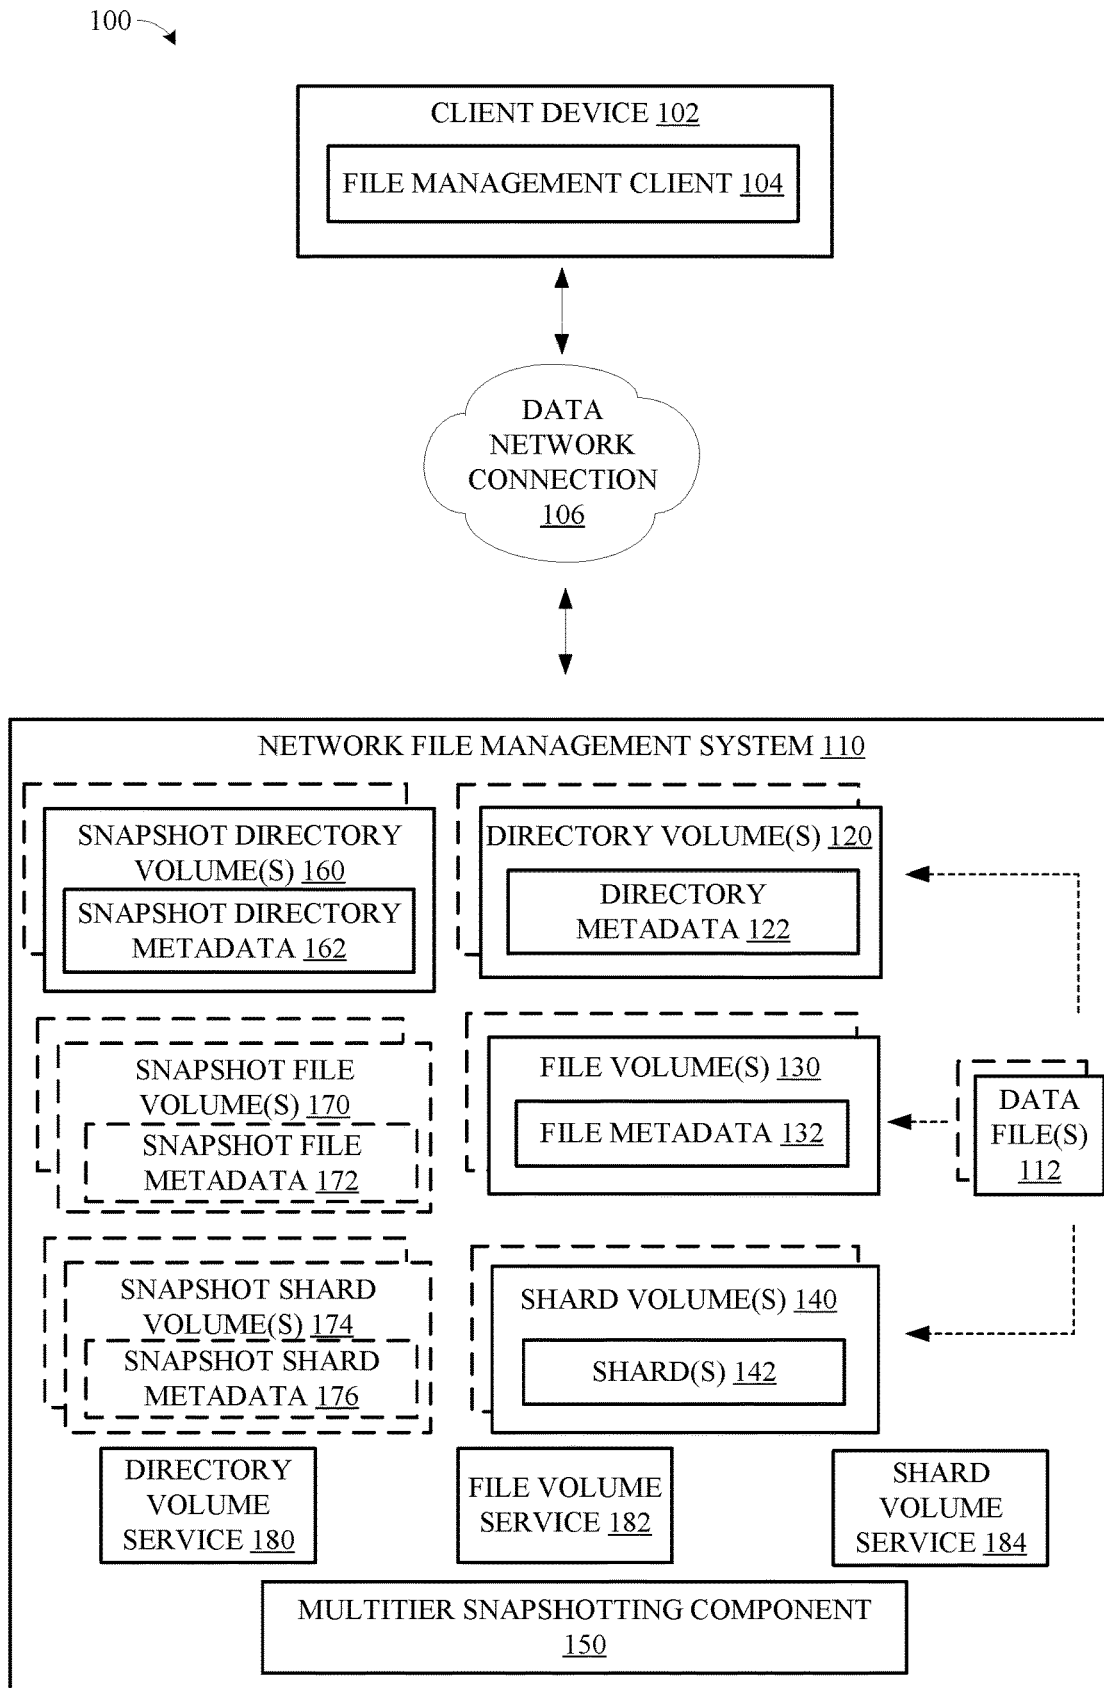 100
CLIENT DEVICE 102
FILE MANAGEMENT CLIENT 104
DATA
NETWORK
CONNECTION
106
NETWORK FILE MANAGEMENT SYSTEM 110
SNAPSHOT DIRECTORY
VOLUME(S) 160
SNAPSHOT DIRECTORY
METADATA 162
DIRECTORY VOLUME(S) 120
DIRECTORY
METADATA 122
SNAPSHOT FILE
VOLUME(S) 170
SNAPSHOT FILE
METADATA 172
FILE VOLUME(S) 130
FILE METADATA 132
DATA
FILE(S)
112
SNAPSHOT SHARD
VOLUME(S) 174
SNAPSHOT SHARD
METADATA 176
SHARD VOLUME(S) 140
SHARD(S) 142
DIRECTORY
VOLUME
SERVICE 180
FILE VOLUME
SERVICE 182
SHARD
VOLUME
SERVICE 184
MULTITIER SNAPSHOTTING COMPONENT
150